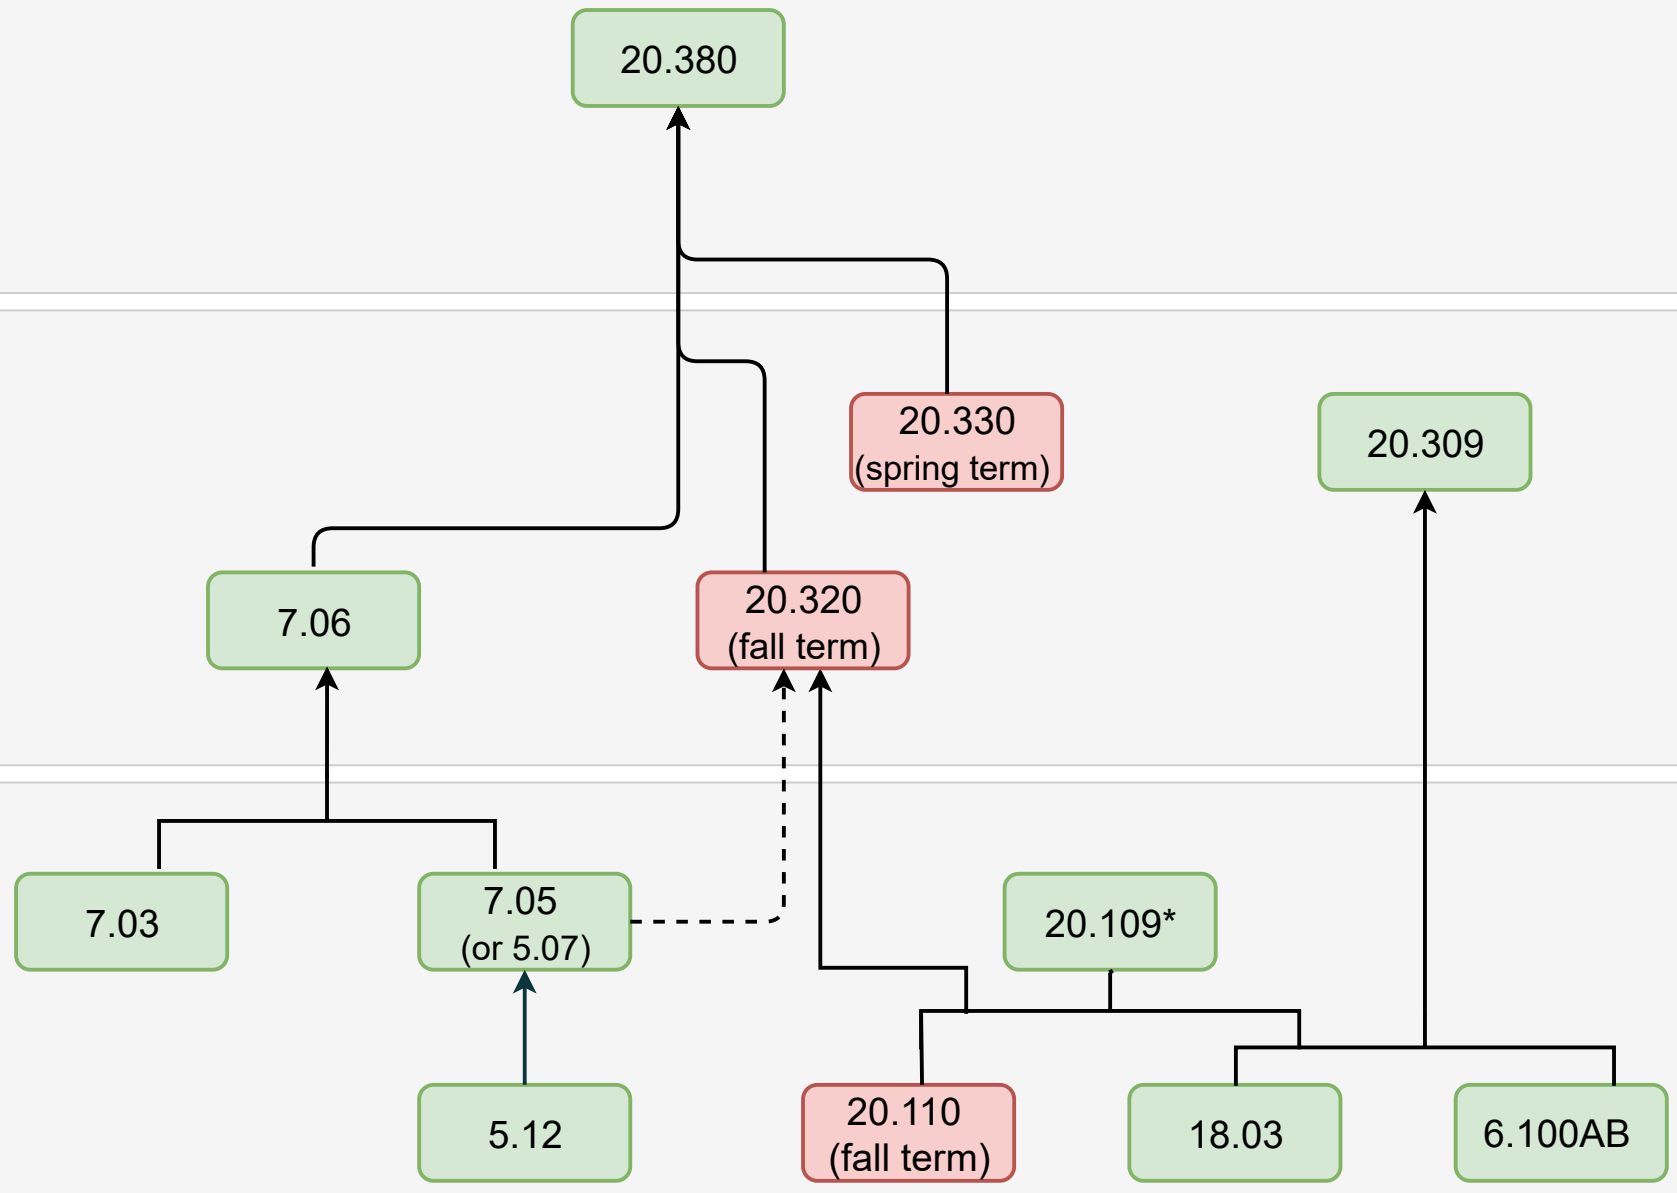 20.380
20.330
(spring term)
20.309
7.06
20.320
(fall term)
7.03
7.05
(or 5.07)
20.109*
5.12
20.110
(fall term)
18.03
6.100AB